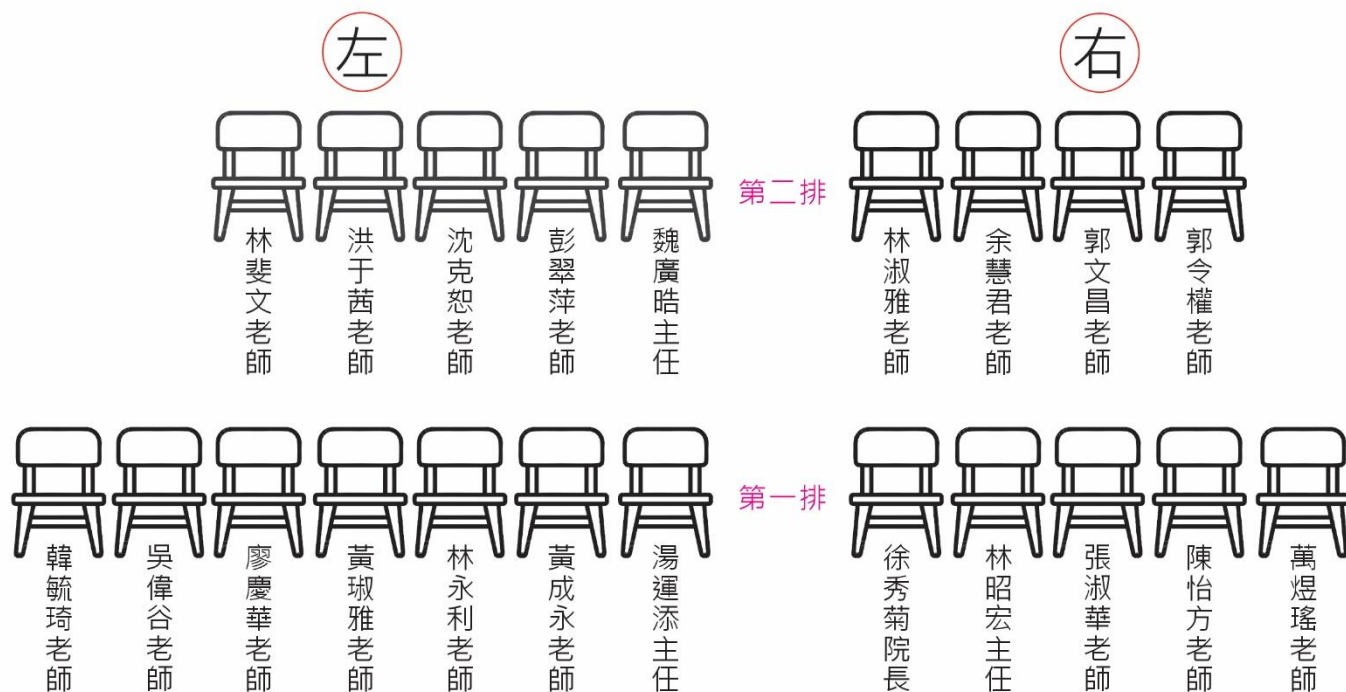 左
右
第二排
林斐文老師
洪于茜老師
沈克恕老師
彭翠萍老師
魏廣晧主任
林淑雅老師
余慧君老師
郭文昌老師
郭令權老師
第一排
韓毓琦老師
吳偉谷老師
廖慶華老師
黃琡雅老師
林永利老師
黃成永老師
湯運添主任
徐秀菊院長
林昭宏主任
張淑華老師
陳怡方老師
萬煜瑤老師